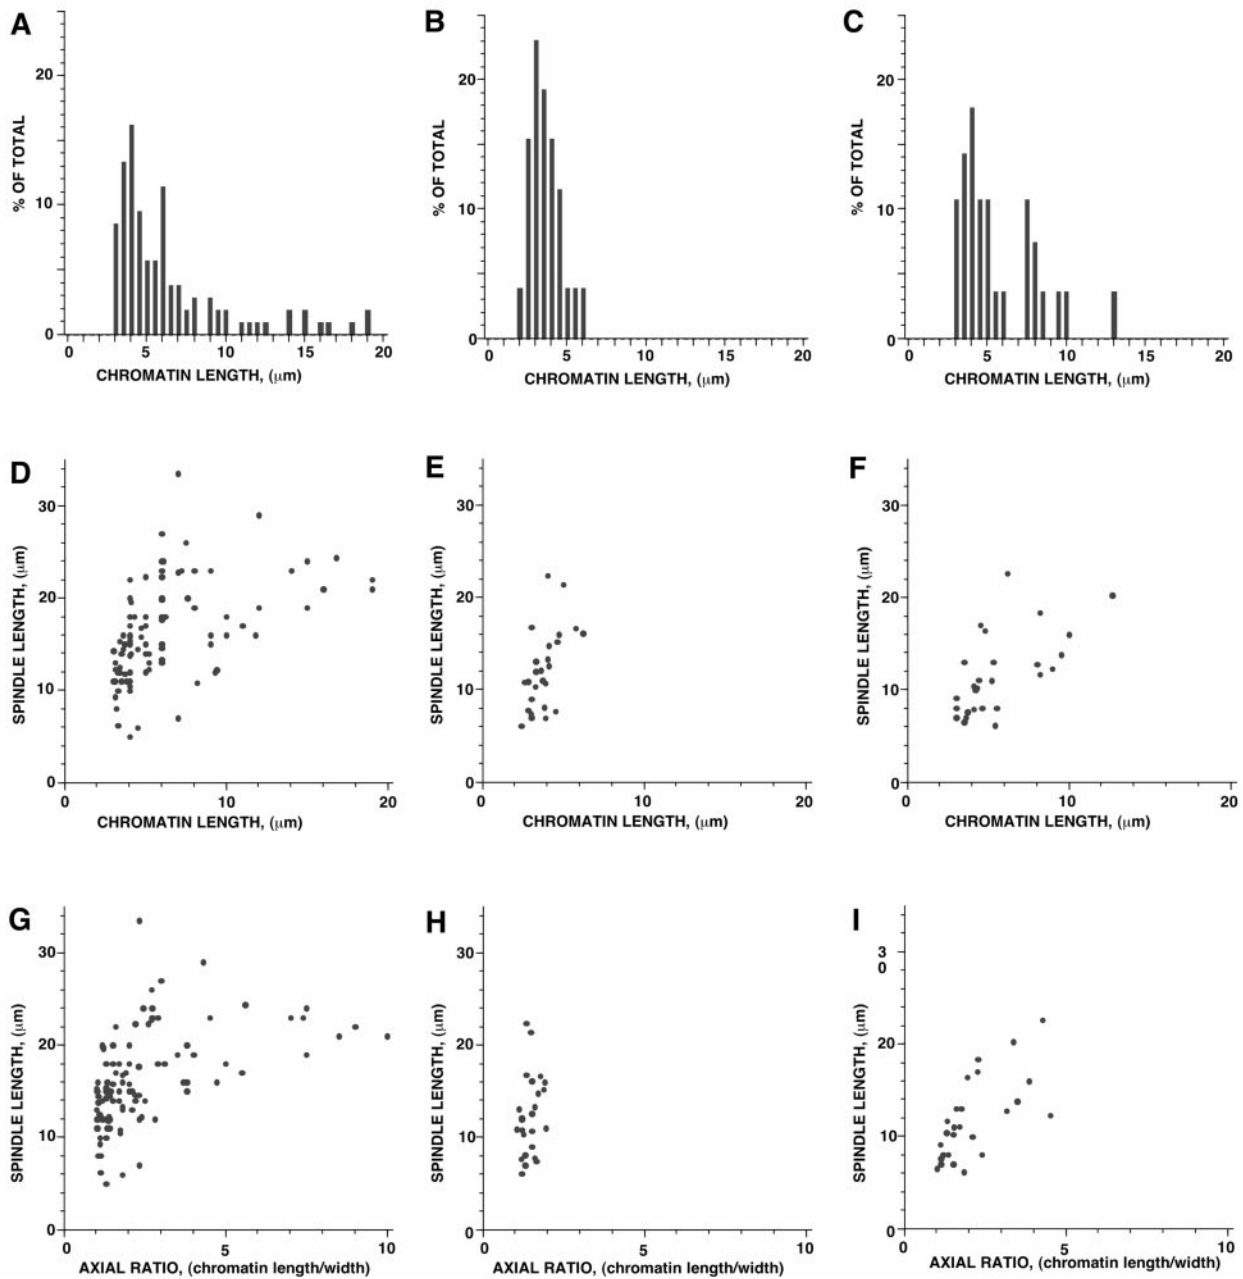 A
20
10
0
% OF TOTAL
0 5 10 15 20
CHROMATIN LENGTH, (µm)
B
20
10
0
% OF TOTAL
0 5 10 15 20
CHROMATIN LENGTH, (µm)
C
20
10
0
% OF TOTAL
0 5 10 15 20
CHROMATIN LENGTH, (µm)
D
30
20
10
0
SPINDLE LENGTH, (µm)
0 10 20
CHROMATIN LENGTH, (µm)
E
30
20
10
0
SPINDLE LENGTH, (µm)
0 10 20
CHROMATIN LENGTH, (µm)
F
30
20
10
0
SPINDLE LENGTH, (µm)
0 10 20
CHROMATIN LENGTH, (µm)
G
30
20
10
0
SPINDLE LENGTH, (µm)
0 5 10
AXIAL RATIO, (chromatin length/width)
H
30
20
10
0
SPINDLE LENGTH, (µm)
0 5 10
AXIAL RATIO, (chromatin length/width)
I
3
0
20
10
0
SPINDLE LENGTH, (µm)
0 5 10
AXIAL RATIO, (chromatin length/width)